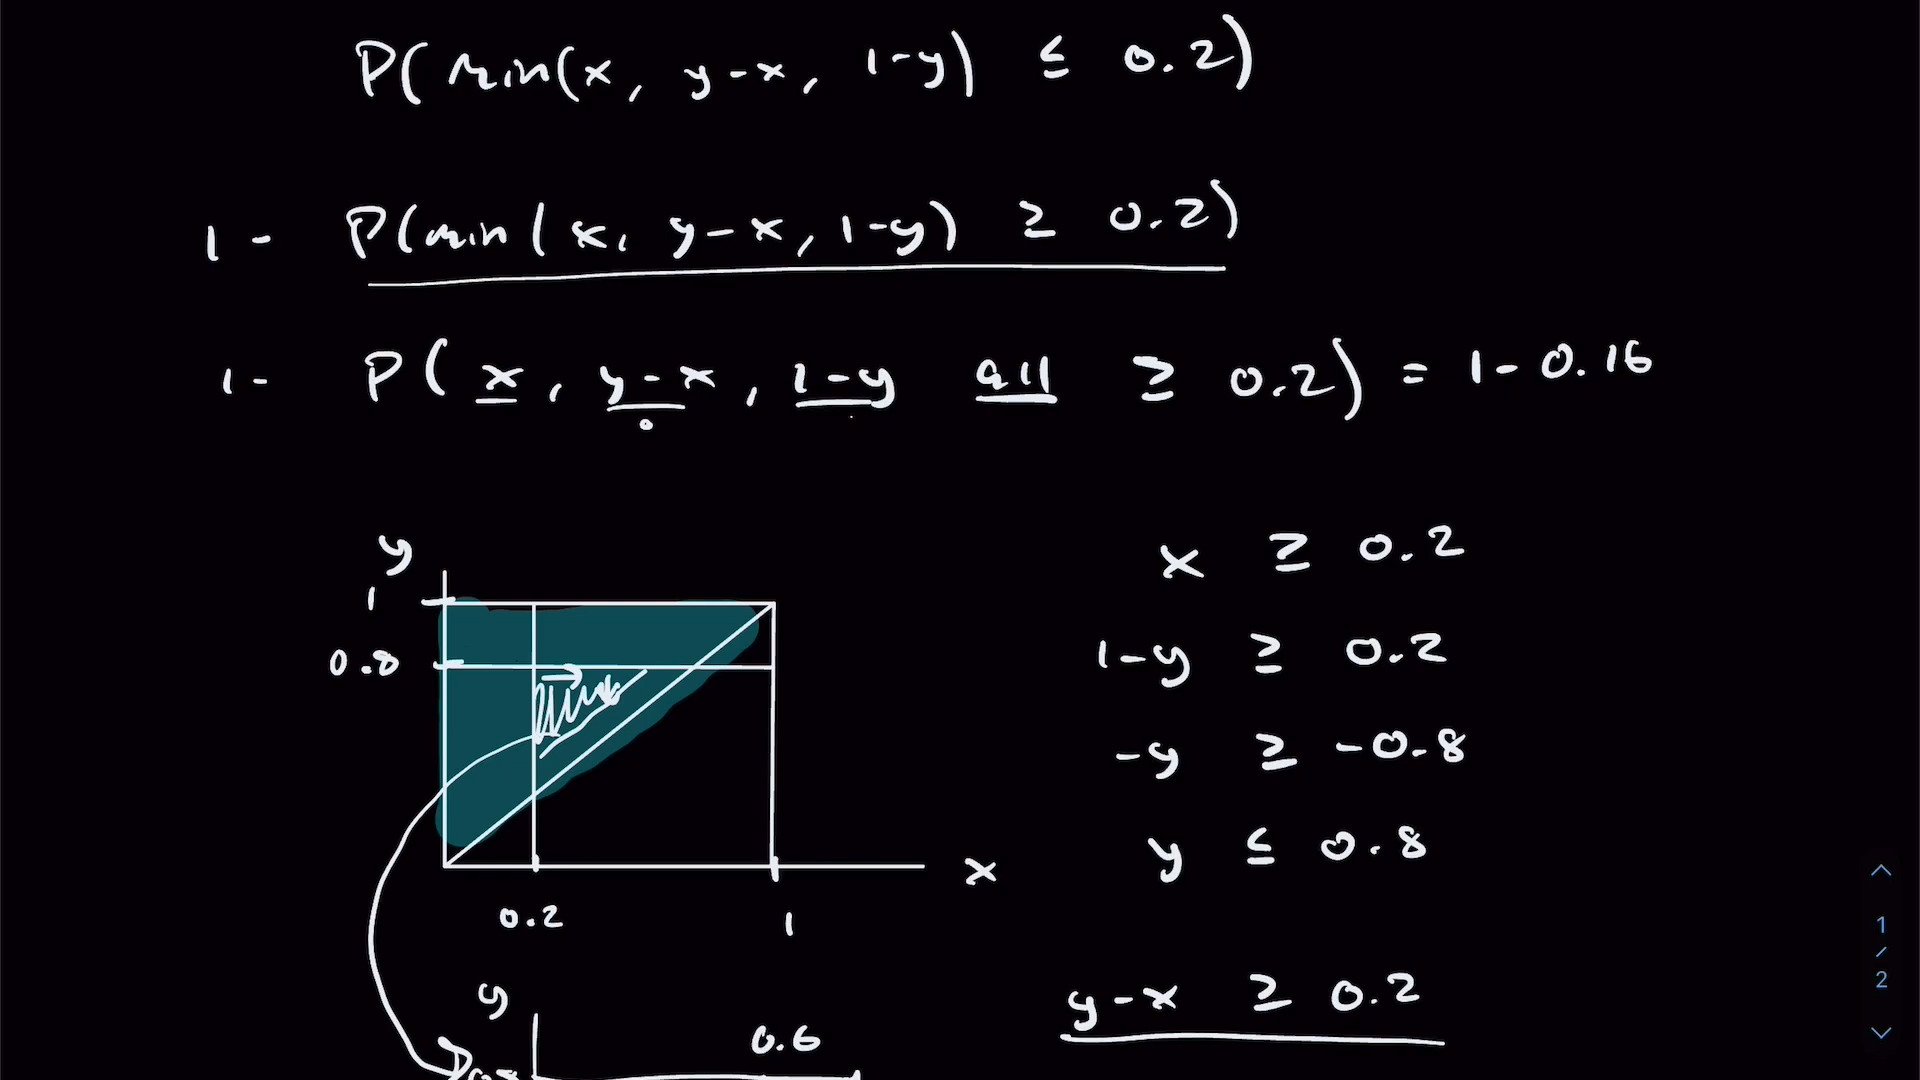 P(min(x, y-x, 1-y) ≤ 0.2)
1 - P(min(x, y-x, 1-y) ≥ 0.2)
1- P(x, y-x, 1-y all ≥ 0.2) = 1-0.16
y
1
0.8
0.2
1
x
x ≥ 0.2
1-y ≥ 0.2
-y ≥ -0.8
y ≤ 0.8
y-x ≥ 0.2
y
0.6
1
/
2